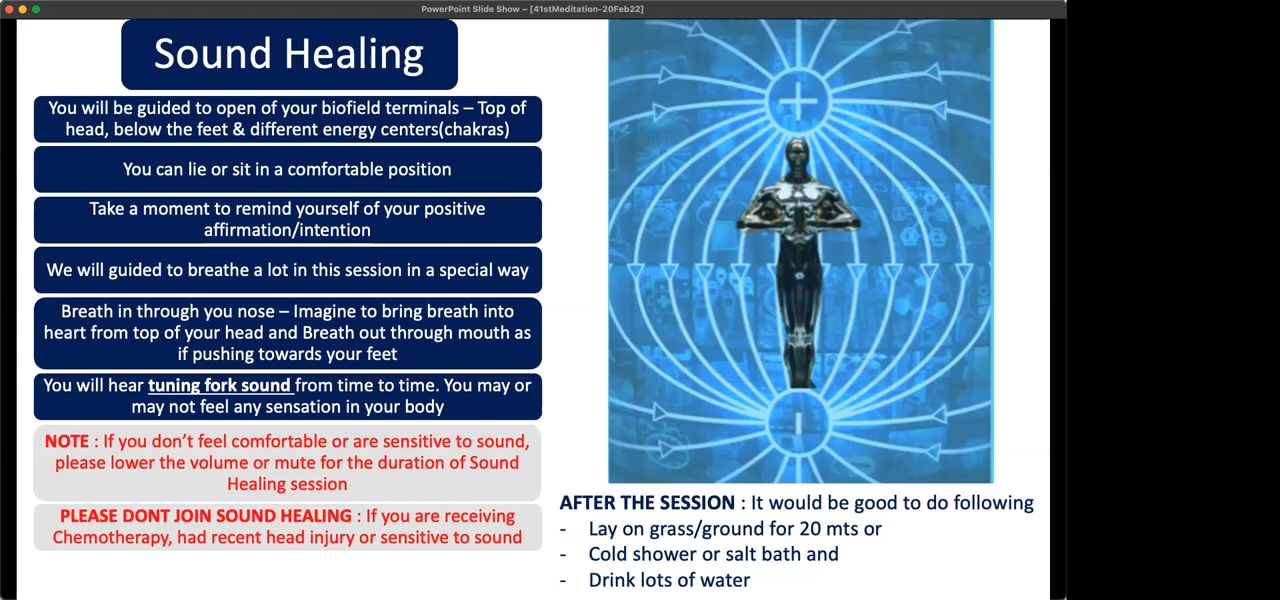 PowerPoint Slide Show – [41stMeditation-20Feb22]
Sound Healing
You will be guided to open of your biofield terminals – Top of
head, below the feet & different energy centers(chakras)
You can lie or sit in a comfortable position
Take a moment to remind yourself of your positive
affirmation/intention
We will guided to breathe a lot in this session in a special way
Breath in through you nose – Imagine to bring breath into
heart from top of your head and Breath out through mouth as
if pushing towards your feet
You will hear tuning fork sound from time to time. You may or
may not feel any sensation in your body
NOTE : If you don’t feel comfortable or are sensitive to sound,
please lower the volume or mute for the duration of Sound
Healing session
PLEASE DONT JOIN SOUND HEALING : If you are receiving
Chemotherapy, had recent head injury or sensitive to sound
AFTER THE SESSION : It would be good to do following
- Lay on grass/ground for 20 mts or
- Cold shower or salt bath and
- Drink lots of water